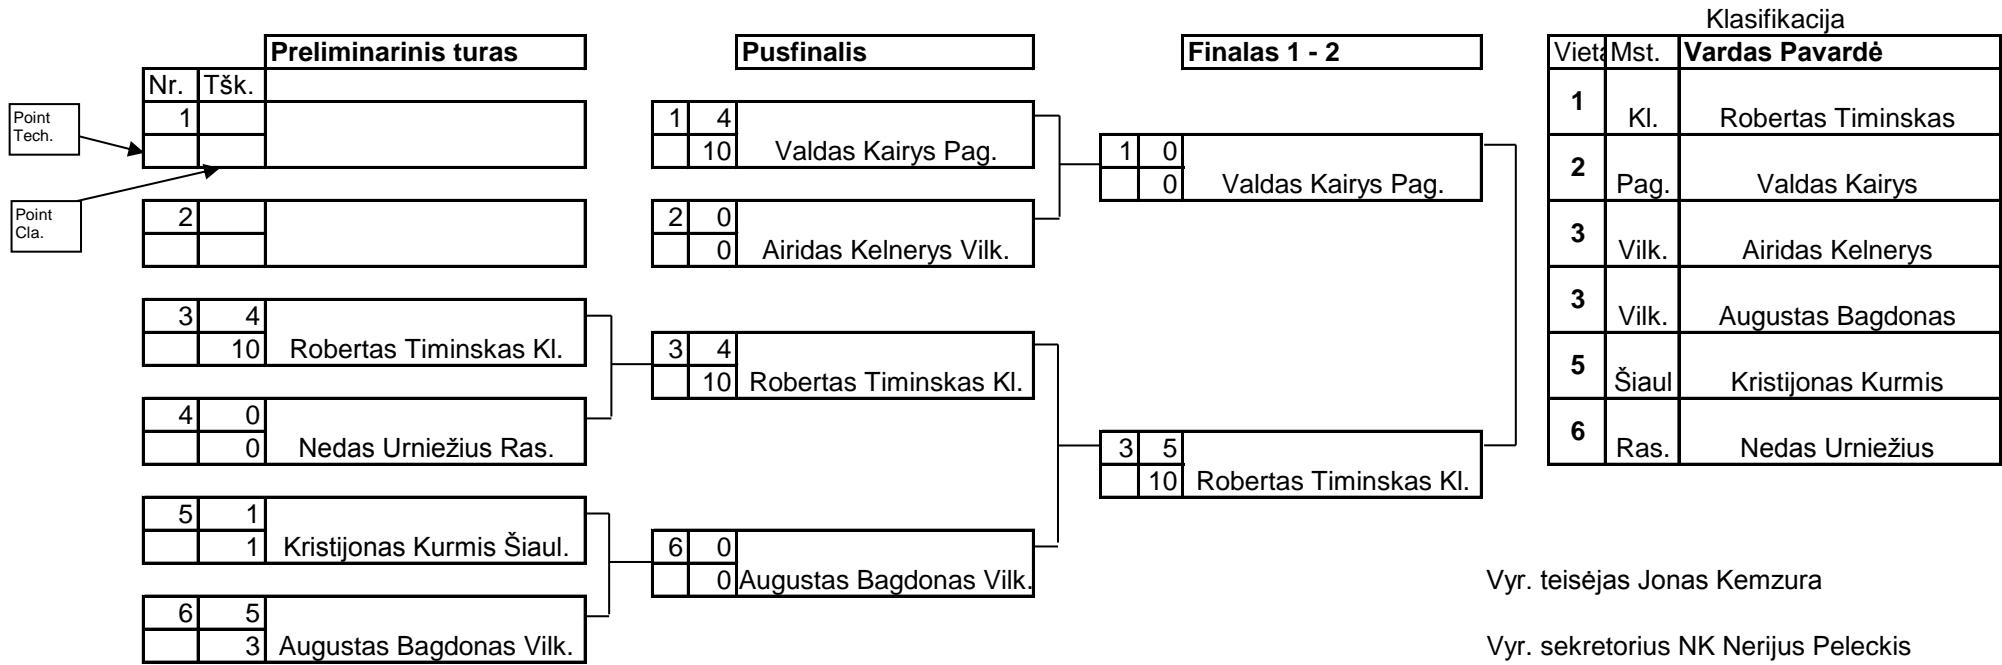 Klasifikacija
Preliminarinis turas Pusfinalis Finalas 1 - 2 Vieta Mst. Vardas Pavardė
Nr. Tšk.
Point
Tech.
1
1 4
10 Valdas Kairys Pag.
1 0
0 Valdas Kairys Pag.
1 Kl. Robertas Timinskas
Point
Cla.
2
2 0
0 Airidas Kelnerys Vilk.
2 Pag. Valdas Kairys
3 Vilk. Airidas Kelnerys
3 4
10 Robertas Timinskas Kl.
3 4
10 Robertas Timinskas Kl.
3 Vilk. Augustas Bagdonas
5 Šiaul Kristijonas Kurmis
4 0
0 Nedas Urniežius Ras.
3 5
10 Robertas Timinskas Kl.
6 Ras. Nedas Urniežius
5 1
1 Kristijonas Kurmis Šiaul.
6 0
0 Augustas Bagdonas Vilk.
6 5
3 Augustas Bagdonas Vilk.
Vyr. teisėjas Jonas Kemzura
Vyr. sekretorius NK Nerijus Peleckis